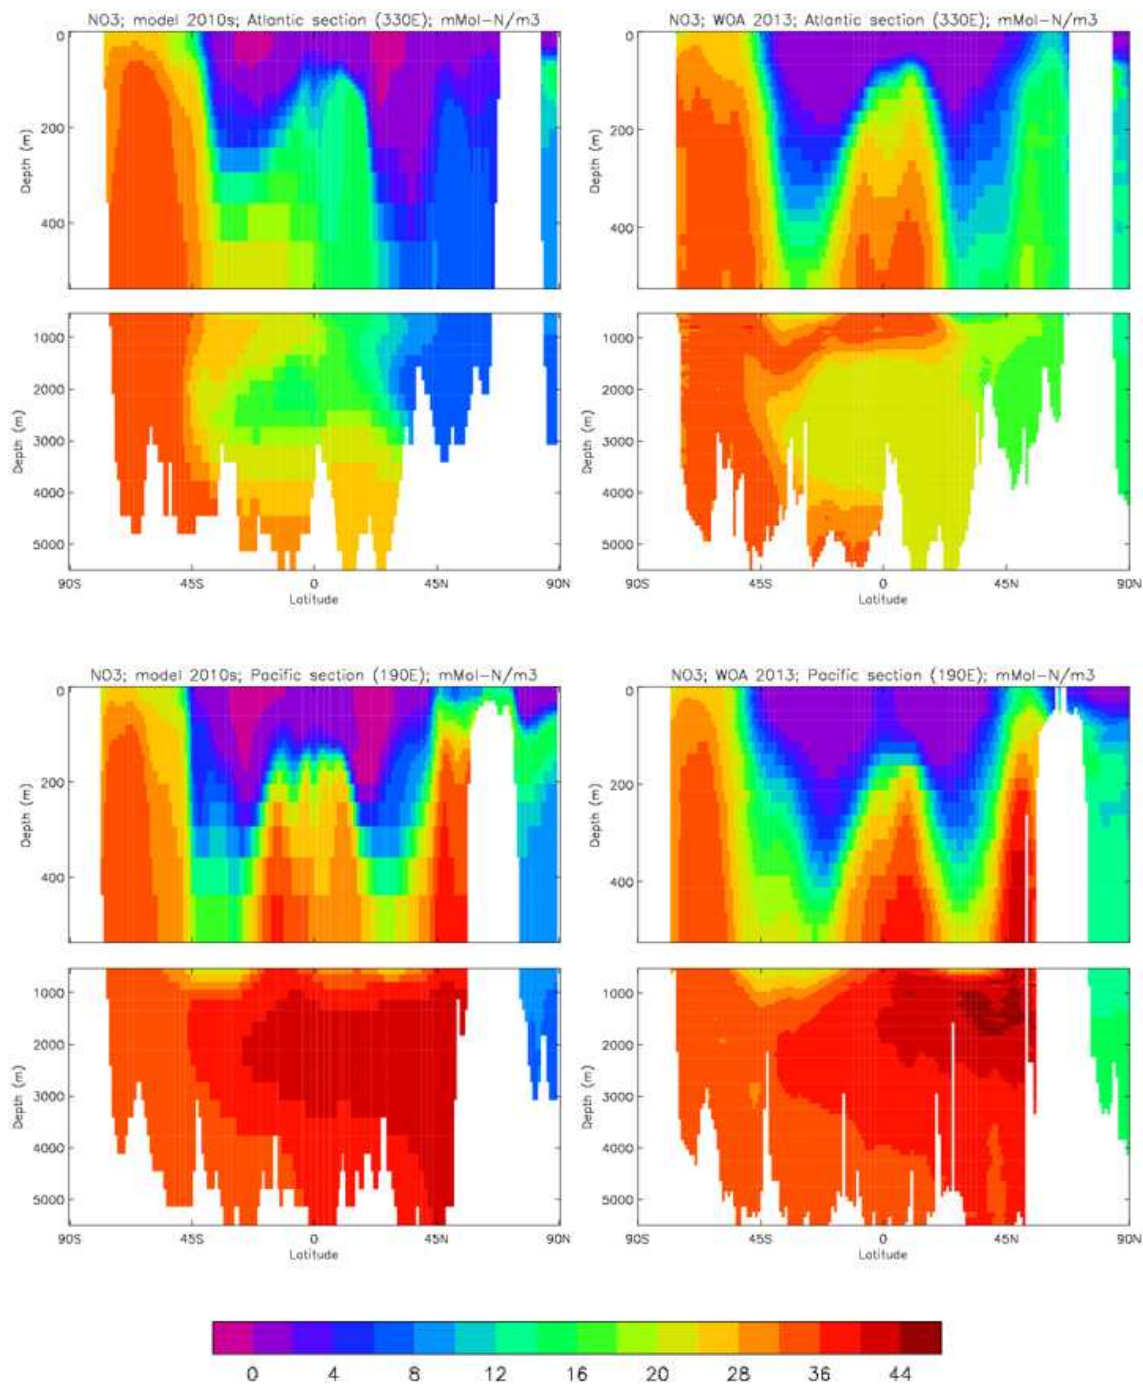 NO3; model 2010s; Atlantic section (330E); mMol-N/m3
0
200
400
Depth (m)
1000
2000
3000
4000
5000
Depth (m)
90S 45S 0 45N 90N
Latitude
NO3; WOA 2013; Atlantic section (330E); mMol-N/m3
0
200
400
Depth (m)
1000
2000
3000
4000
5000
Depth (m)
90S 45S 0 45N 90N
Latitude
NO3; model 2010s; Pacific section (190E); mMol-N/m3
0
200
400
Depth (m)
1000
2000
3000
4000
5000
Depth (m)
90S 45S 0 45N 90N
Latitude
NO3; WOA 2013; Pacific section (190E); mMol-N/m3
0
200
400
Depth (m)
1000
2000
3000
4000
5000
Depth (m)
90S 45S 0 45N 90N
Latitude
0 4 8 12 16 20 28 36 44